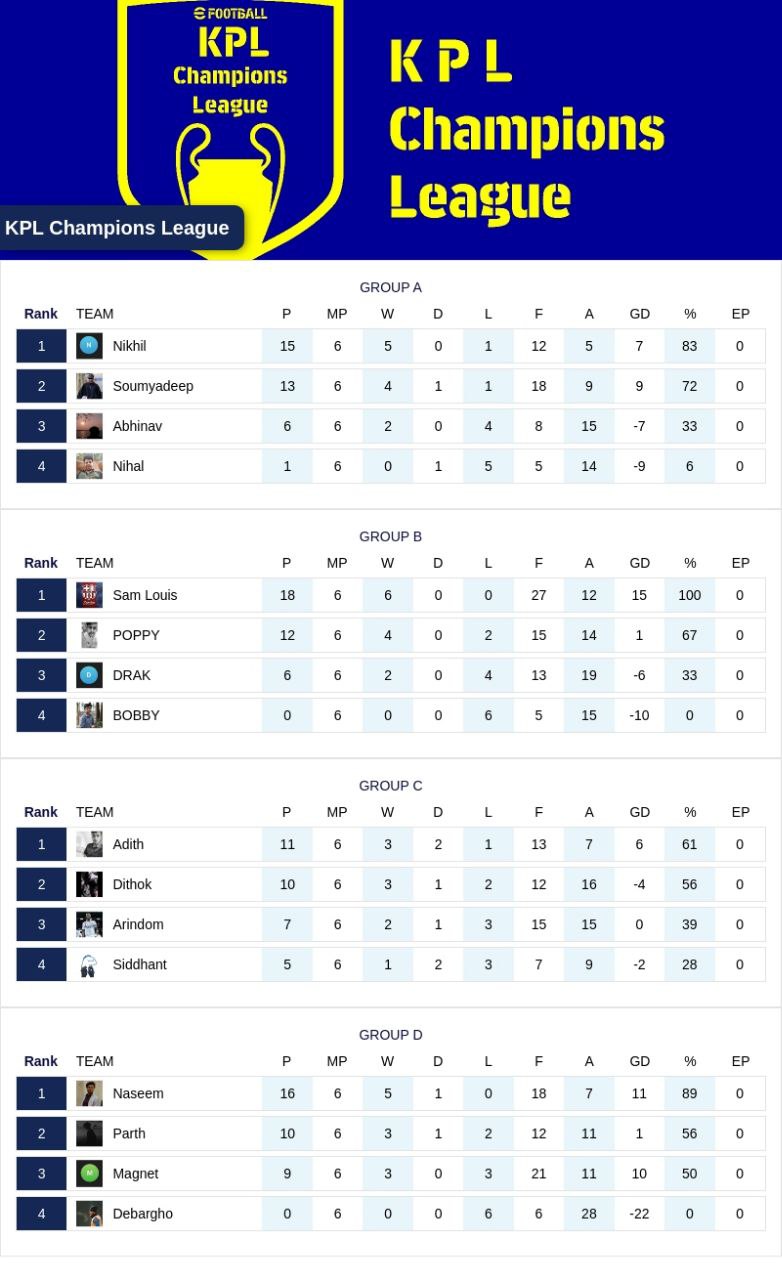 eFOOTBALL
KPL
Champions
League
K P L
Champions
League
KPL Champions League
GROUP A
Rank TEAM P MP W D L F A GD % EP
1 N Nikhil 15 6 5 0 1 12 5 7 83 0
2 Soumyadeep 13 6 4 1 1 18 9 9 72 0
3 Abhinav 6 6 2 0 4 8 15 -7 33 0
4 Nihal 1 6 0 1 5 5 14 -9 6 0
GROUP B
Rank TEAM P MP W D L F A GD % EP
1 Sam Louis 18 6 6 0 0 27 12 15 100 0
2 POPPY 12 6 4 0 2 15 14 1 67 0
3 D DRAK 6 6 2 0 4 13 19 -6 33 0
4 BOBBY 0 6 0 0 6 5 15 -10 0 0
GROUP C
Rank TEAM P MP W D L F A GD % EP
1 Adith 11 6 3 2 1 13 7 6 61 0
2 Dithok 10 6 3 1 2 12 16 -4 56 0
3 Arindom 7 6 2 1 3 15 15 0 39 0
4 Siddhant 5 6 1 2 3 7 9 -2 28 0
GROUP D
Rank TEAM P MP W D L F A GD % EP
1 Naseem 16 6 5 1 0 18 7 11 89 0
2 Parth 10 6 3 1 2 12 11 1 56 0
3 M Magnet 9 6 3 0 3 21 11 10 50 0
4 Debargho 0 6 0 0 6 6 28 -22 0 0